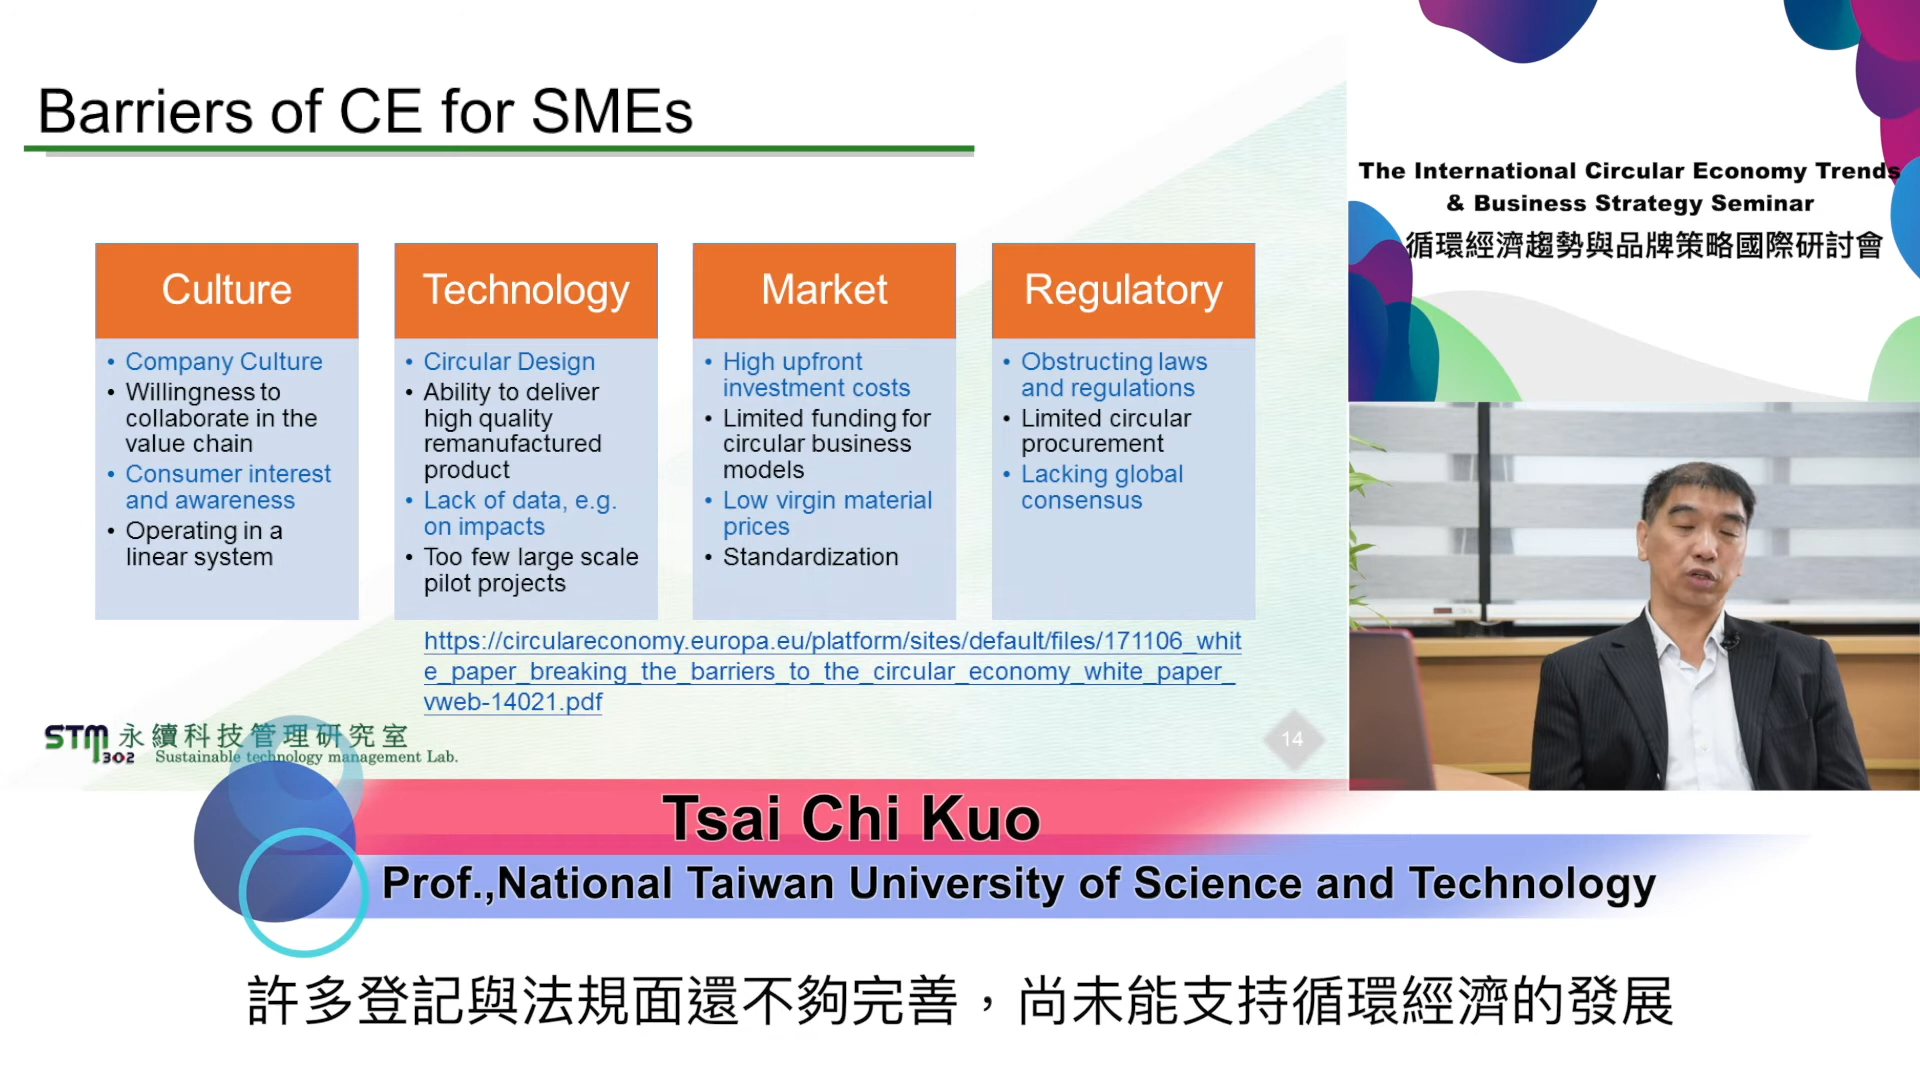 Barriers of CE for SMEs
Culture
• Company Culture
• Willingness to
collaborate in the
value chain
• Consumer interest
and awareness
• Operating in a
linear system
Technology
• Circular Design
• Ability to deliver
high quality
remanufactured
product
• Lack of data, e.g.
on impacts
• Too few large scale
pilot projects
Market
• High upfront
investment costs
• Limited funding for
circular business
models
• Low virgin material
prices
• Standardization
Regulatory
• Obstructing laws
and regulations
• Limited circular
procurement
• Lacking global
consensus
https://circulareconomy.europa.eu/platform/sites/default/files/171106_whit
e_paper_breaking_the_barriers_to_the_circular_economy_white_paper_
vweb-14021.pdf
STM 302 永續科技管理研究室
Sustainable technology management Lab.
14
The International Circular Economy Trends
& Business Strategy Seminar
循環經濟趨勢與品牌策略國際研討會
Tsai Chi Kuo
Prof.,National Taiwan University of Science and Technology
許多登記與法規面還不夠完善，尚未能支持循環經濟的發展